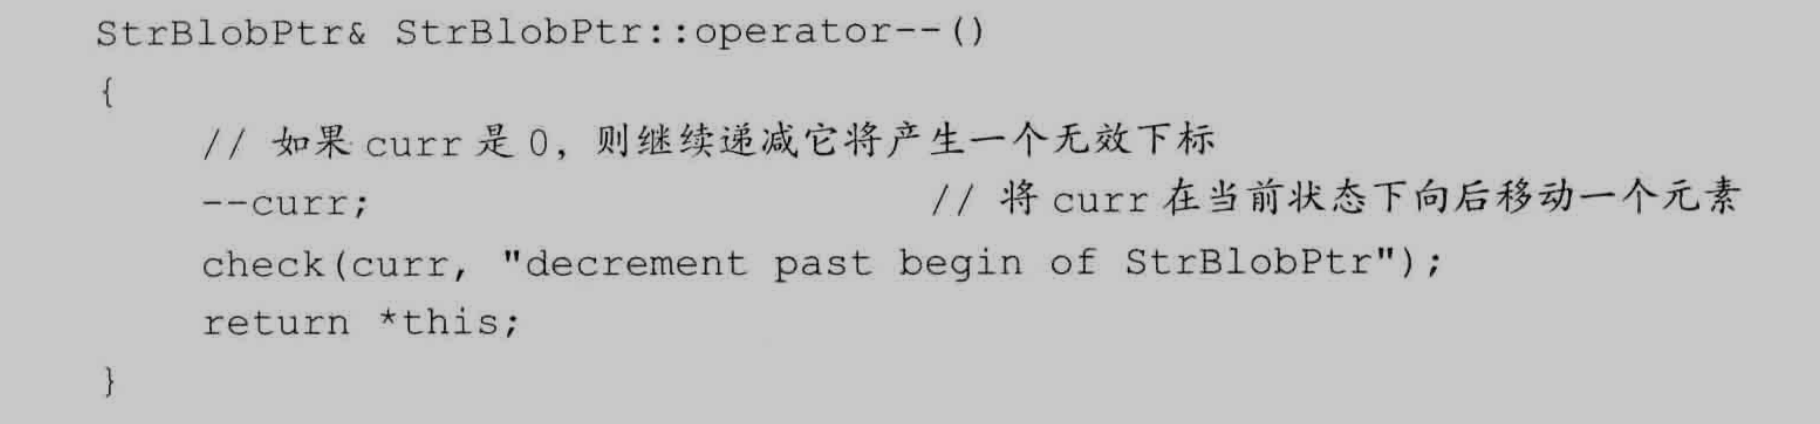 StrBlobPtr& StrBlobPtr::operator--()
{
// 如果 curr 是 0，则继续递减它将产生一个无效下标
--curr; // 将 curr 在当前状态下向后移动一个元素
check(curr, "decrement past begin of StrBlobPtr");
return *this;
}